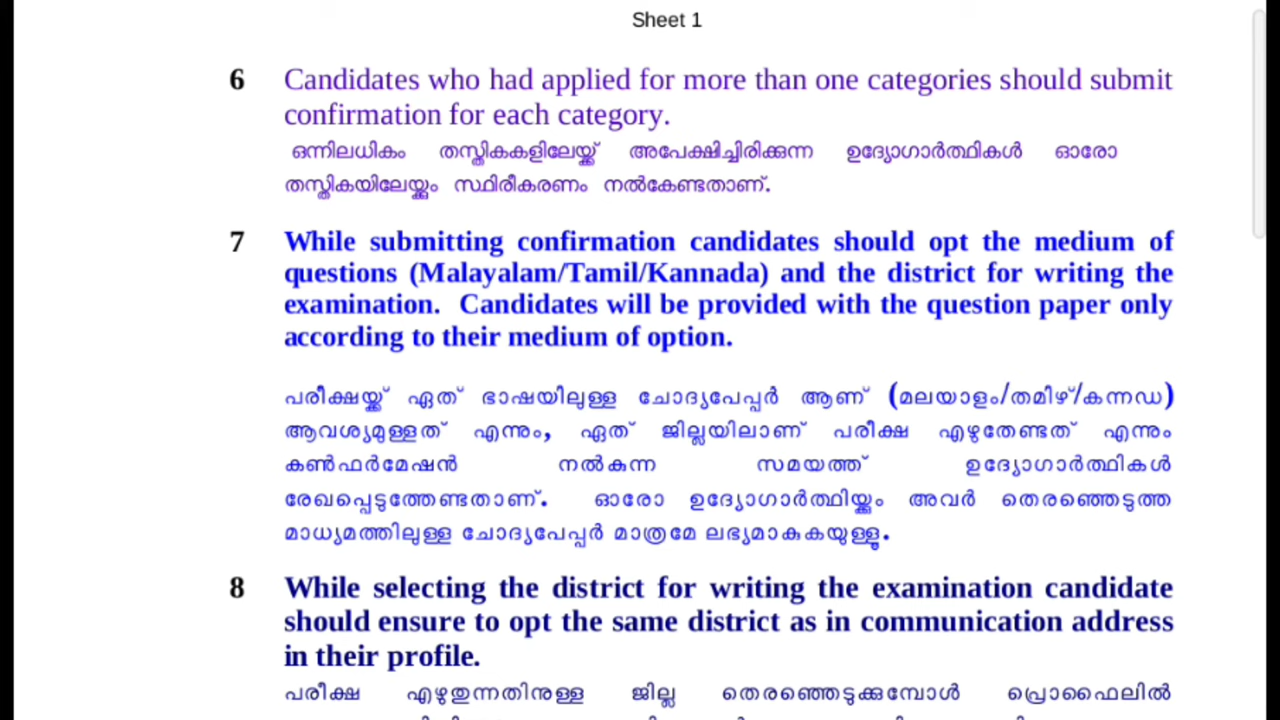 Sheet 1
6 Candidates who had applied for more than one categories should submit
confirmation for each category.
ഒന്നിലധികം തസ്തികകളിലേയ്ക്ക് അപേക്ഷിച്ചിരിക്കുന്ന ഉദ്യോഗാർത്ഥികൾ ഓരോ
തസ്തികയിലേയ്ക്കും സ്ഥിരീകരണം നൽകേണ്ടതാണ്.
7 While submitting confirmation candidates should opt the medium of
questions (Malayalam/Tamil/Kannada) and the district for writing the
examination. Candidates will be provided with the question paper only
according to their medium of option.
പരീക്ഷയ്ക്ക് ഏത് ഭാഷയിലുള്ള ചോദ്യപേപ്പർ ആണ് (മലയാളം/തമിഴ്/കന്നഡ)
ആവശ്യമുള്ളത് എന്നും, ഏത് ജില്ലയിലാണ് പരീക്ഷ എഴുതേണ്ടത് എന്നും
കൺഫർമേഷൻ നൽകുന്ന സമയത്ത് ഉദ്യോഗാർത്ഥികൾ
രേഖപ്പെടുത്തേണ്ടതാണ്. ഓരോ ഉദ്യോഗാർത്ഥിയ്ക്കും അവർ തെരഞ്ഞെടുത്ത
മാധ്യമത്തിലുള്ള ചോദ്യപേപ്പർ മാത്രമേ ലഭ്യമാകുകയുള്ളൂ.
8 While selecting the district for writing the examination candidate
should ensure to opt the same district as in communication address
in their profile.
പരീക്ഷ എഴുതുന്നതിനുള്ള ജില്ല തെരഞ്ഞെടുക്കുമ്പോൾ പ്രൊഫൈലിൽ